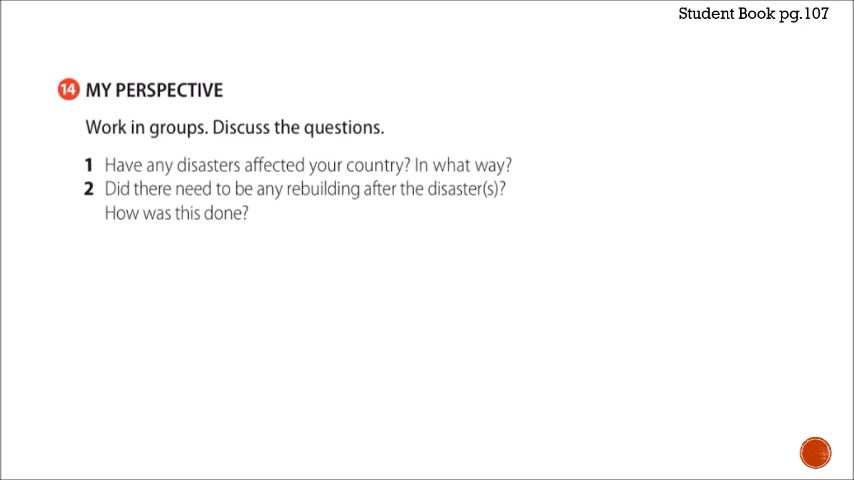 Student Book pg.107
14 MY PERSPECTIVE
Work in groups. Discuss the questions.
1 Have any disasters affected your country? In what way?
2 Did there need to be any rebuilding after the disaster(s)?
How was this done?